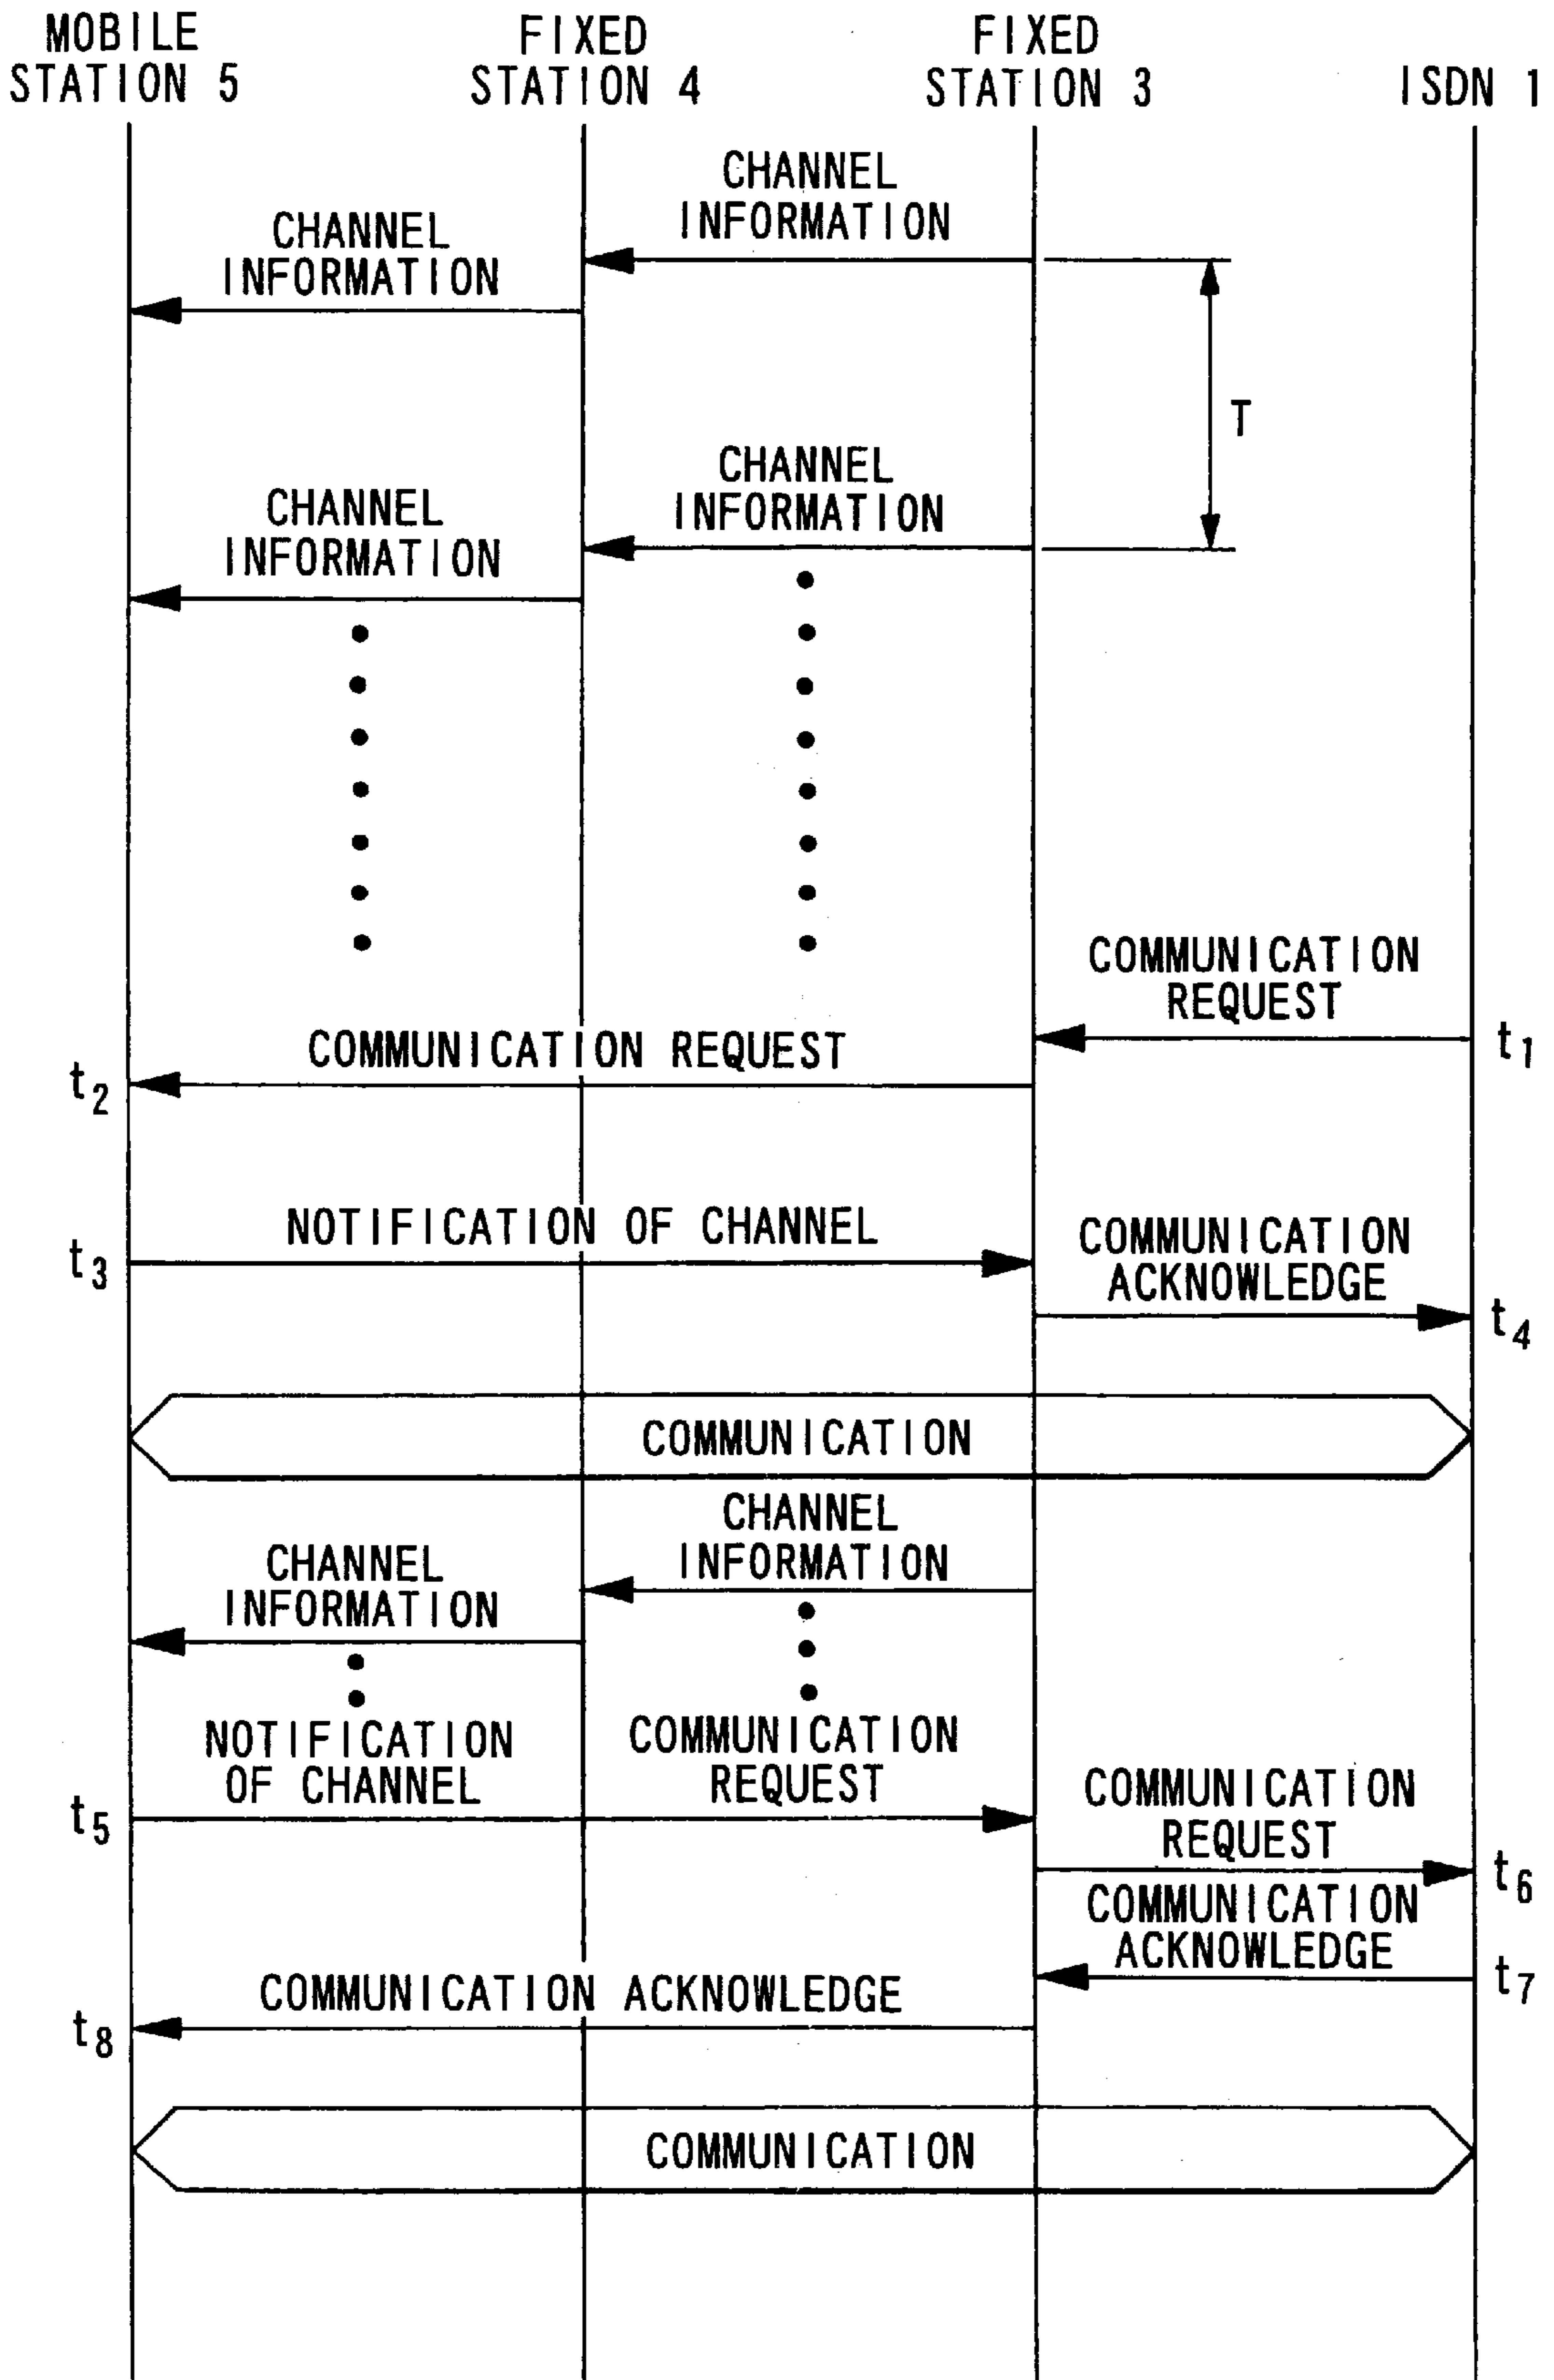 MOBILE
STATION 5
FIXED
STATION 4
FIXED
STATION 3
ISDN 1
CHANNEL
INFORMATION
CHANNEL
INFORMATION
T
CHANNEL
INFORMATION
CHANNEL
INFORMATION
COMMUNICATION
REQUEST
t1
COMMUNICATION REQUEST
t2
NOTIFICATION OF CHANNEL
t3
COMMUNICATION
ACKNOWLEDGE
t4
COMMUNICATION
CHANNEL
INFORMATION
CHANNEL
INFORMATION
NOTIFICATION
OF CHANNEL
COMMUNICATION
REQUEST
t5
COMMUNICATION
REQUEST
t6
COMMUNICATION
ACKNOWLEDGE
t7
COMMUNICATION ACKNOWLEDGE
t8
COMMUNICATION